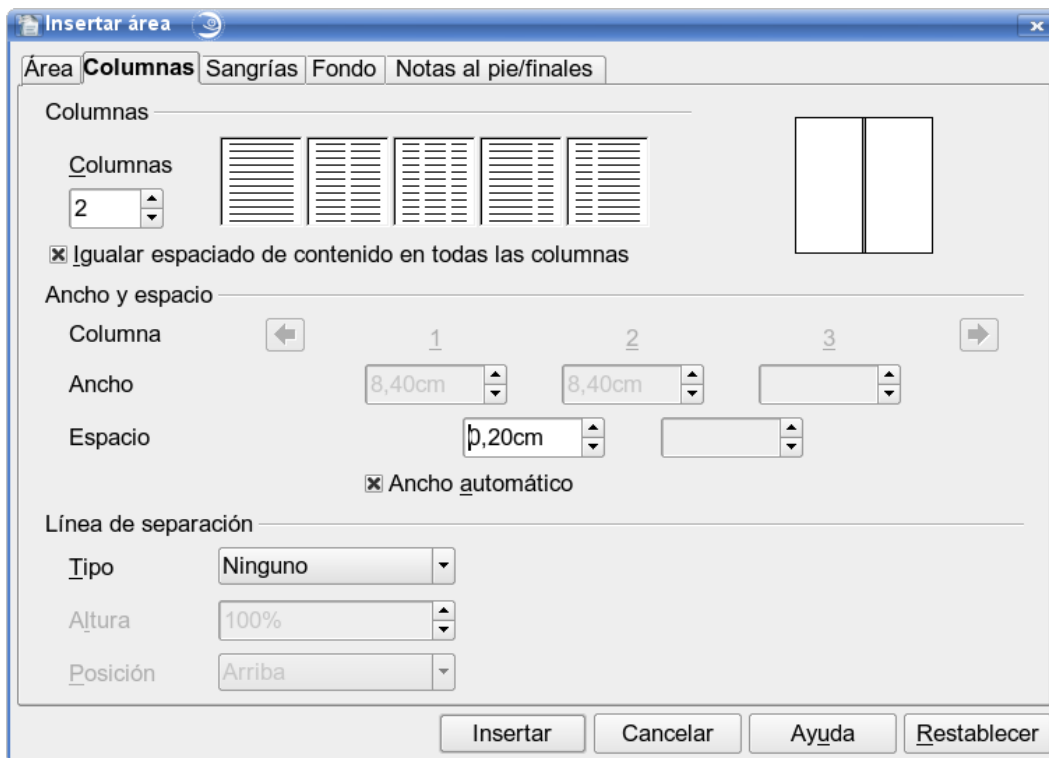 Insertar área
Área Columnas Sangrías Fondo Notas al pie/finales
Columnas
Columnas
2
Igualar espaciado de contenido en todas las columnas
Ancho y espacio
Columna 1 2 3
Ancho 8,40cm 8,40cm
Espacio 0,20cm
Ancho automático
Línea de separación
Tipo Ninguno
Altura 100%
Posición Arriba
Insertar Cancelar Ayuda Restablecer